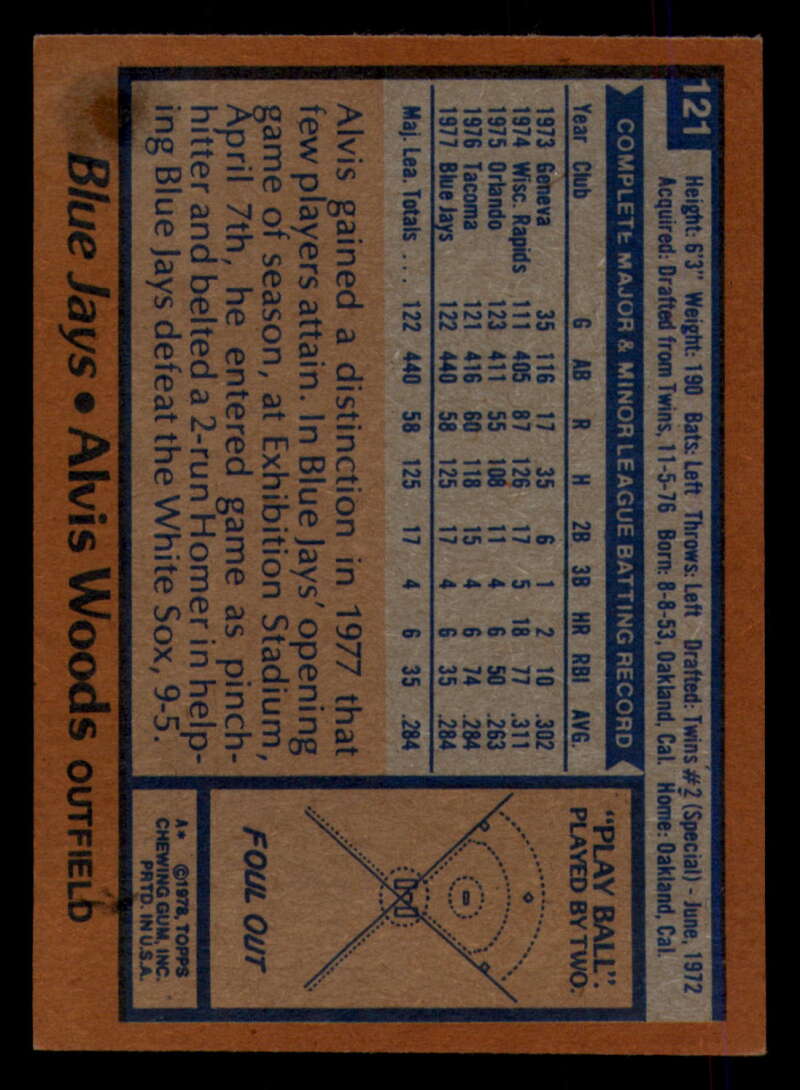 121
Height: 6'3" Weight: 190 Bats: Left Throws: Left Drafted: Twins #2 (Special) - June, 1972
Acquired: Drafted from Twins, 11-5-76 Born: 8-8-53, Oakland, Cal. Home: Oakland, Cal.
COMPLETE MAJOR & MINOR LEAGUE BATTING RECORD
Year Club G AB R H 2B 3B HR RBI AVG.
1973 Geneva 35 116 17 35 6 1 2 10 .302
1974 Wisc. Rapids 111 405 87 126 17 5 18 77 .311
1975 Orlando 123 411 55 108 11 4 6 50 .263
1976 Tacoma 121 416 60 118 15 4 6 74 .284
1977 Blue Jays 122 440 58 125 17 4 6 35 .284
Maj. Lea. Totals ... 122 440 58 125 17 4 6 35 .284
Alvis gained a distinction in 1977 that
few players attain. In Blue Jays' opening
game of season, at Exhibition Stadium,
April 7th, he entered game as pinch-
hitter and belted a 2-run Homer in help-
ing Blue Jays defeat the White Sox, 9-5.
"PLAY BALL".
PLAYED BY TWO.
FOUL OUT
A* ©1978, TOPPS
CHEWING GUM, INC.
PRTD. IN U.S.A.
Blue Jays • Alvis Woods OUTFIELD